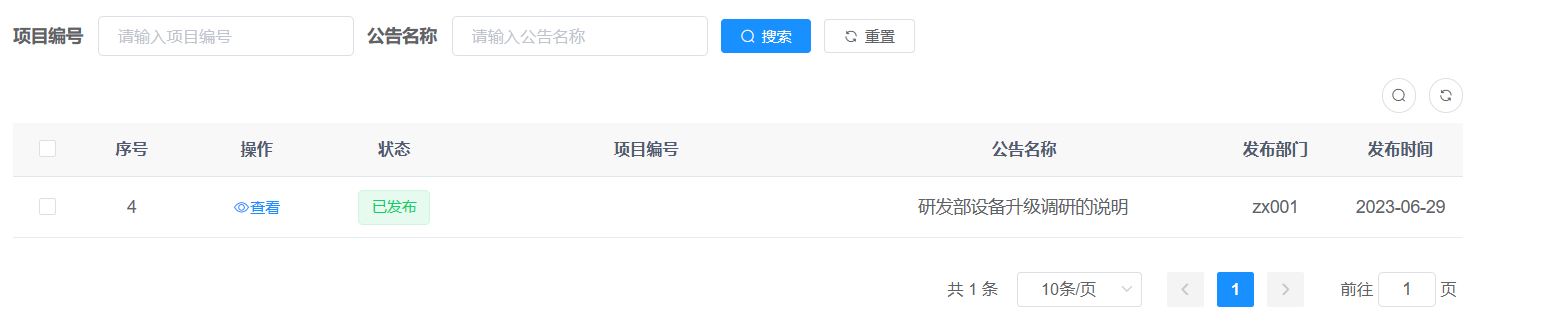 项目编号 请输入项目编号 公告名称 请输入公告名称 搜索 重置
序号 操作 状态 项目编号 公告名称 发布部门 发布时间
4 查看 已发布 研发部设备升级调研的说明 zx001 2023-06-29
共 1 条 10条/页 1 前往 1 页